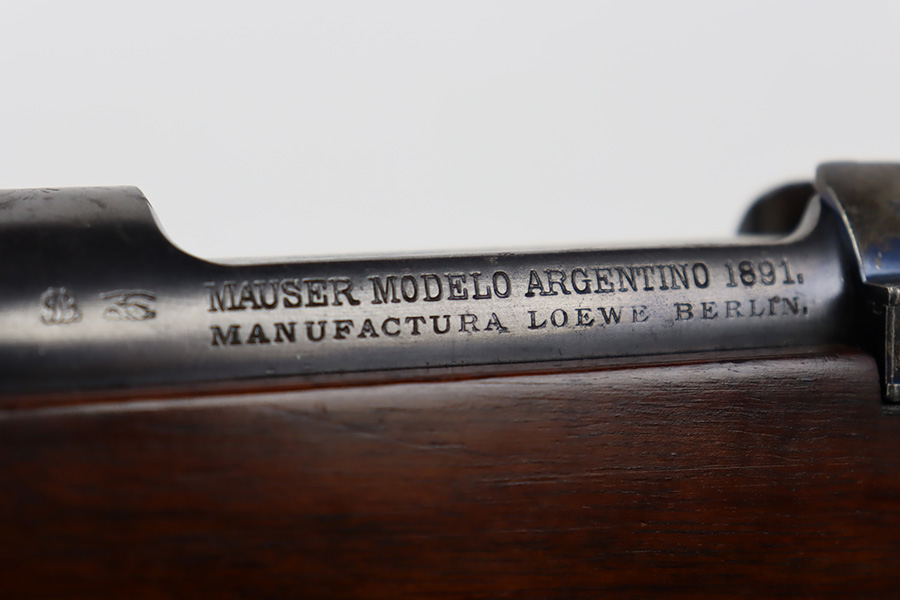 MAUSER MODELO ARGENTINO 1891.
MANUFACTURA LOEWE BERLIN.